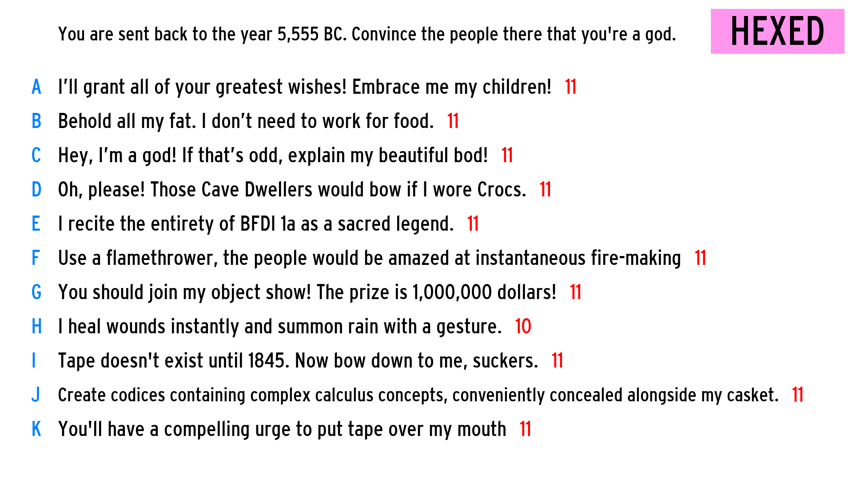 You are sent back to the year 5,555 BC. Convince the people there that you're a god.
HEXED
A I'll grant all of your greatest wishes! Embrace me my children! 11
B Behold all my fat. I don't need to work for food. 11
C Hey, I'm a god! If that's odd, explain my beautiful bod! 11
D Oh, please! Those Cave Dwellers would bow if I wore Crocs. 11
E I recite the entirety of BFDI 1a as a sacred legend. 11
F Use a flamethrower, the people would be amazed at instantaneous fire-making 11
G You should join my object show! The prize is 1,000,000 dollars! 11
H I heal wounds instantly and summon rain with a gesture. 10
I Tape doesn't exist until 1845. Now bow down to me, suckers. 11
J Create codices containing complex calculus concepts, conveniently concealed alongside my casket. 11
K You'll have a compelling urge to put tape over my mouth 11